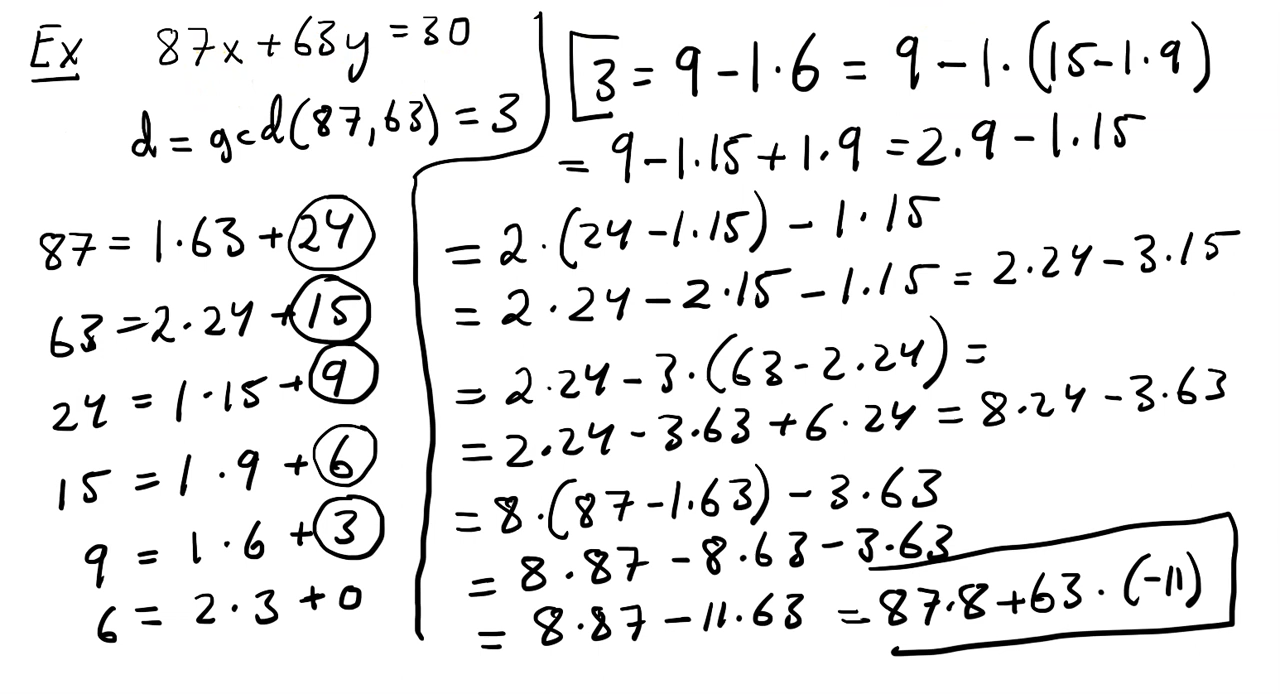 Ex 87x + 63y = 30
d = gcd(87, 63) = 3
87 = 1·63 + 24
63 = 2·24 + 15
24 = 1·15 + 9
15 = 1·9 + 6
9 = 1·6 + 3
6 = 2·3 + 0
3 = 9 - 1·6 = 9 - 1·(15 - 1·9)
= 9 - 1·15 + 1·9 = 2·9 - 1·15
= 2·(24 - 1·15) - 1·15
= 2·24 - 2·15 - 1·15 = 2·24 - 3·15
= 2·24 - 3·(63 - 2·24) =
= 2·24 - 3·63 + 6·24 = 8·24 - 3·63
= 8·(87 - 1·63) - 3·63
= 8·87 - 8·63 - 3·63
= 8·87 - 11·63 = 87·8 + 63·(-11)